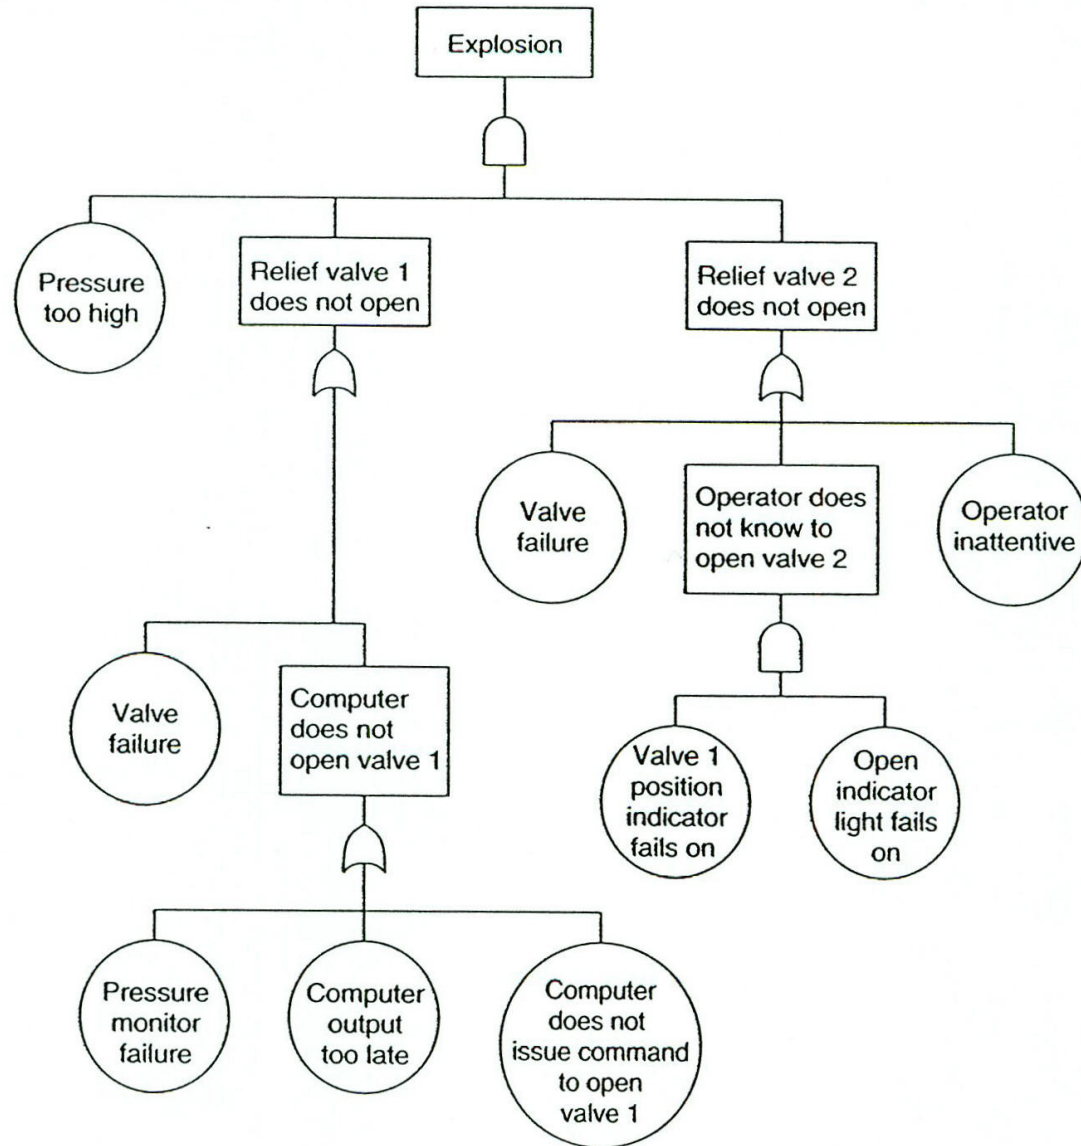 Explosion
Pressure
too high
Relief valve 1
does not open
Relief valve 2
does not open
Valve
failure
Operator does
not know to
open valve 2
Operator
inattentive
Valve
failure
Computer
does not
open valve 1
Valve 1
position
indicator
fails on
Open
indicator
light fails
on
Pressure
monitor
failure
Computer
output
too late
Computer
does not
issue command
to open
valve 1